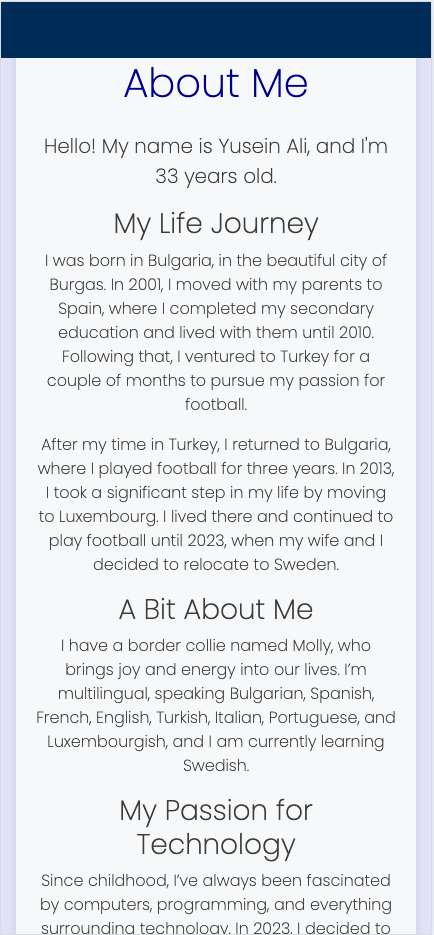 About Me
Hello! My name is Yusein Ali, and I'm
33 years old.
My Life Journey
I was born in Bulgaria, in the beautiful city of
Burgas. In 2001, I moved with my parents to
Spain, where I completed my secondary
education and lived with them until 2010.
Following that, I ventured to Turkey for a
couple of months to pursue my passion for
football.
After my time in Turkey, I returned to Bulgaria,
where I played football for three years. In 2013,
I took a significant step in my life by moving
to Luxembourg. I lived there and continued to
play football until 2023, when my wife and I
decided to relocate to Sweden.
A Bit About Me
I have a border collie named Molly, who
brings joy and energy into our lives. I’m
multilingual, speaking Bulgarian, Spanish,
French, English, Turkish, Italian, Portuguese, and
Luxembourgish, and I am currently learning
Swedish.
My Passion for
Technology
Since childhood, I’ve always been fascinated
by computers, programming, and everything
surrounding technology. In 2023, I decided to